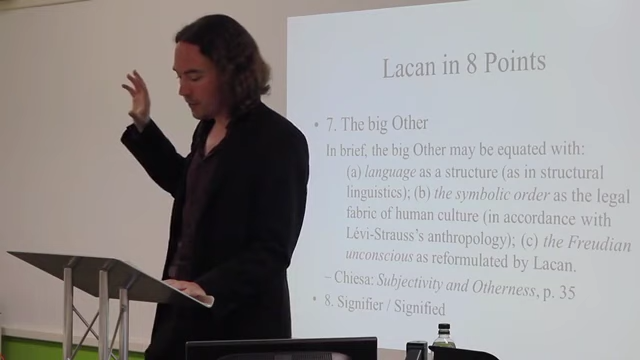 Lacan in 8 Points
• 7. The big Other
In brief, the big Other may be equated with:
(a) language as a structure (as in structural
linguistics); (b) the symbolic order as the legal
fabric of human culture (in accordance with
Lévi-Strauss's anthropology); (c) the Freudian
unconscious as reformulated by Lacan.
– Chiesa: Subjectivity and Otherness, p. 35
• 8. Signifier / Signified